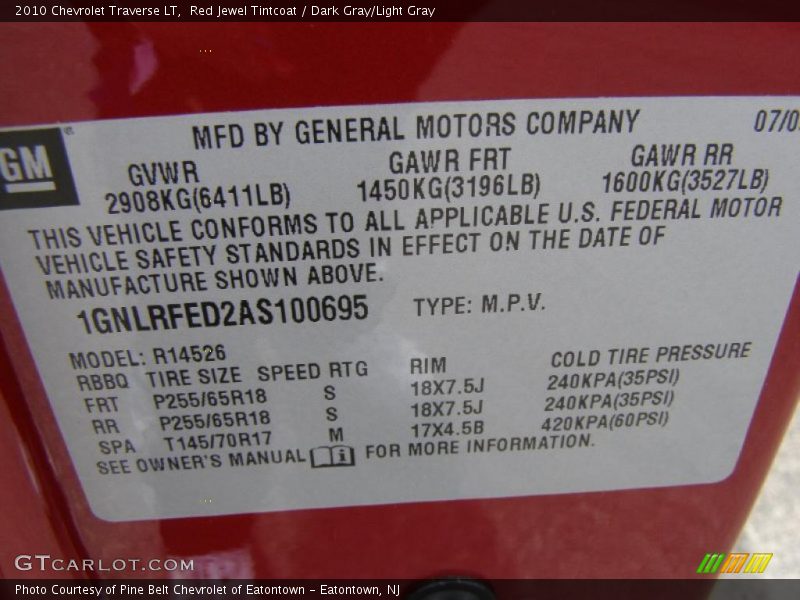 2010 Chevrolet Traverse LT,  Red Jewel Tintcoat / Dark Gray/Light Gray
GM ®
MFD BY GENERAL MOTORS COMPANY 07/0
GVWR GAWR FRT GAWR RR
2908KG(6411LB) 1450KG(3196LB) 1600KG(3527LB)
THIS VEHICLE CONFORMS TO ALL APPLICABLE U.S. FEDERAL MOTOR
VEHICLE SAFETY STANDARDS IN EFFECT ON THE DATE OF
MANUFACTURE SHOWN ABOVE.
1GNLRFED2AS100695 TYPE: M.P.V.
MODEL: R14526
RBBQ TIRE SIZE SPEED RTG RIM COLD TIRE PRESSURE
FRT P255/65R18 S 18X7.5J 240KPA(35PSI)
RR P255/65R18 S 18X7.5J 240KPA(35PSI)
SPA T145/70R17 M 17X4.5B 420KPA(60PSI)
SEE OWNER'S MANUAL i FOR MORE INFORMATION.
GTCARLOT.COM
Photo Courtesy of Pine Belt Chevrolet of Eatontown – Eatontown, NJ